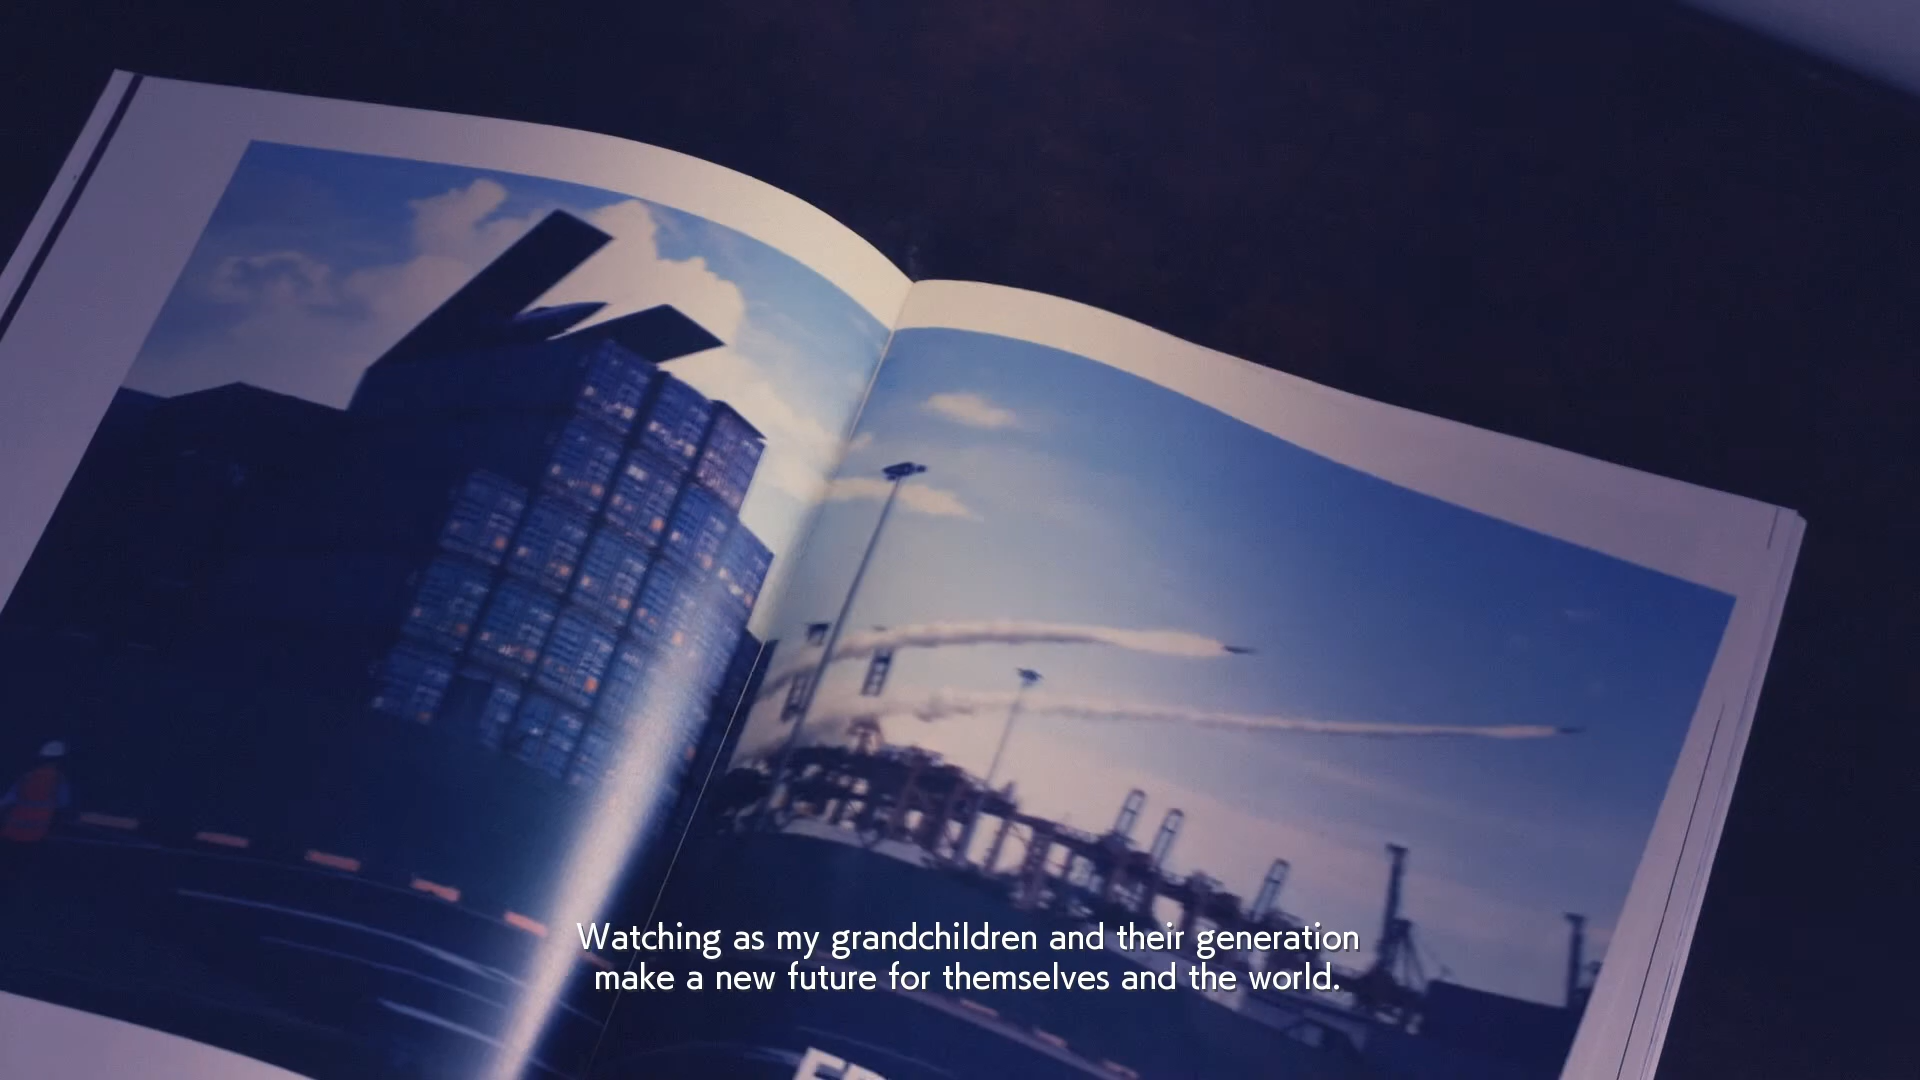 Watching as my grandchildren and their generation
make a new future for themselves and the world.